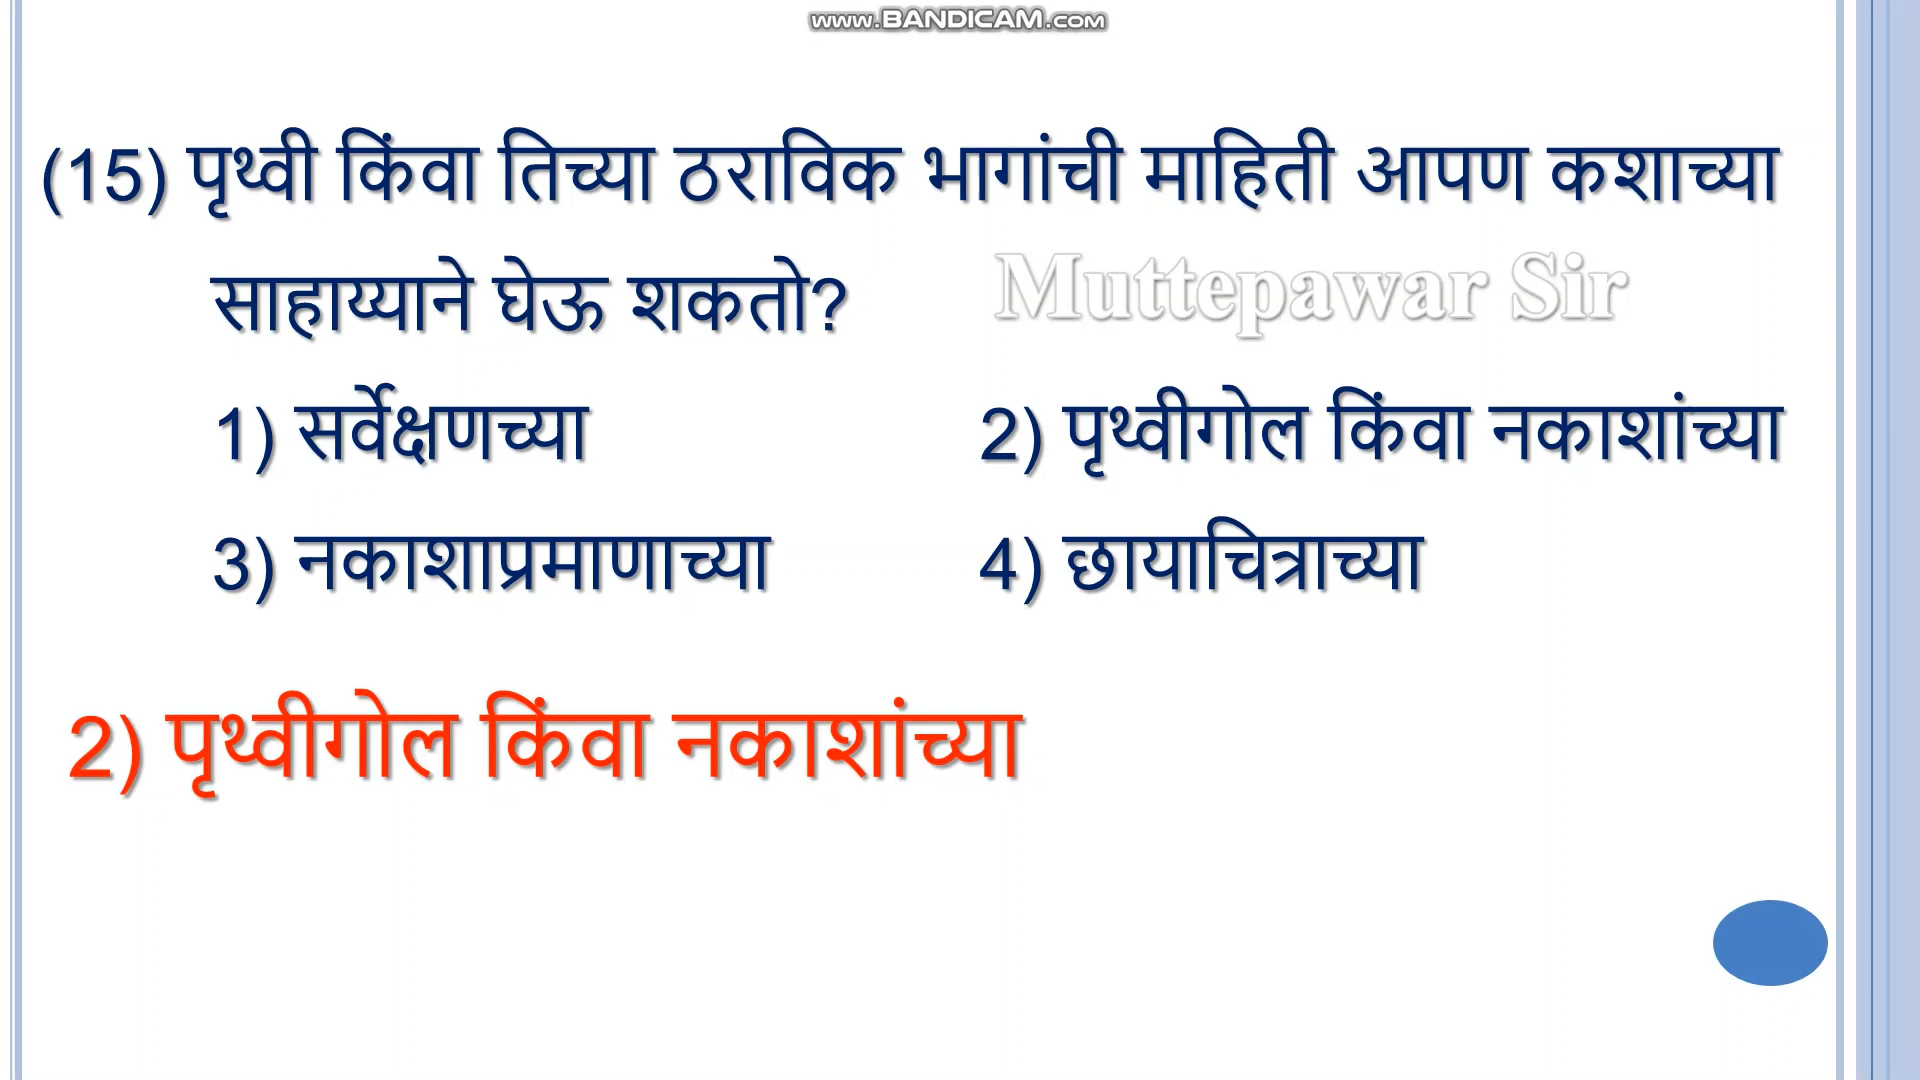 www.BANDICAM.com
(15) पृथ्वी किंवा तिच्या ठराविक भागांची माहिती आपण कशाच्या
साहाय्याने घेऊ शकतो?
Muttepawar Sir
1) सर्वेक्षणच्या 2) पृथ्वीगोल किंवा नकाशांच्या
3) नकाशाप्रमाणाच्या 4) छायाचित्राच्या
2) पृथ्वीगोल किंवा नकाशांच्या